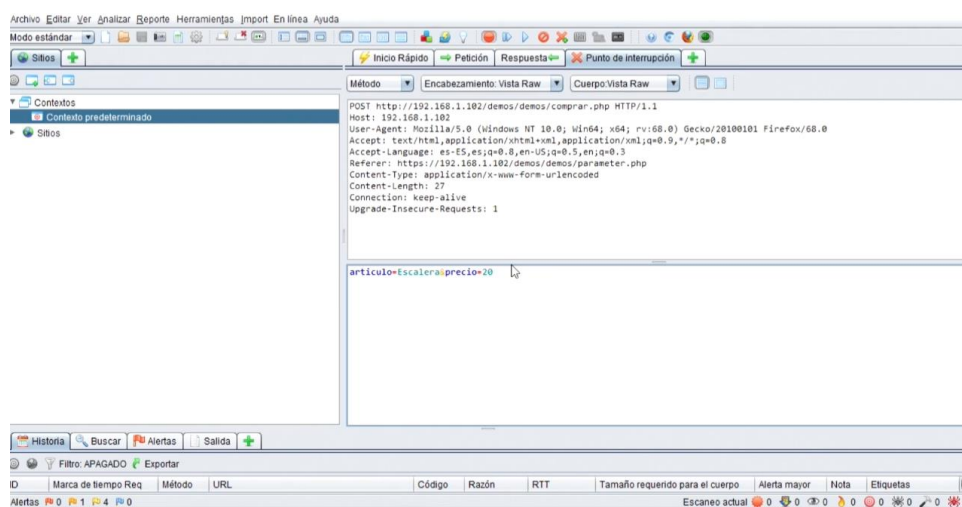 Archivo Editar Ver Analizar Reporte Herramientas Import En línea Ayuda
Modo estándar
Sitios
Inicio Rápido Petición Respuesta Punto de interrupción
Método Encabezamiento: Vista Raw Cuerpo:Vista Raw
Contextos
Contexto predeterminado
Sitios
POST http://192.168.1.102/demos/demos/comprar.php HTTP/1.1
Host: 192.168.1.102
User-Agent: Mozilla/5.0 (Windows NT 10.0; Win64; x64; rv:68.0) Gecko/20100101 Firefox/68.0
Accept: text/html,application/xhtml+xml,application/xml;q=0.9,*/*;q=0.8
Accept-Language: es-ES,es;q=0.8,en-US;q=0.5,en;q=0.3
Referer: https://192.168.1.102/demos/demos/parameter.php
Content-Type: application/x-www-form-urlencoded
Content-Length: 27
Connection: keep-alive
Upgrade-Insecure-Requests: 1
articulo=Escalera&precio=20
Historia Buscar Alertas Salida
Filtro: APAGADO Exportar
ID Marca de tiempo Req Método URL Código Razón RTT Tamaño requerido para el cuerpo Alerta mayor Nota Etiquetas
Alertas 0 1 4 0 Escaneo actual 0 0 0 0 0 0 0